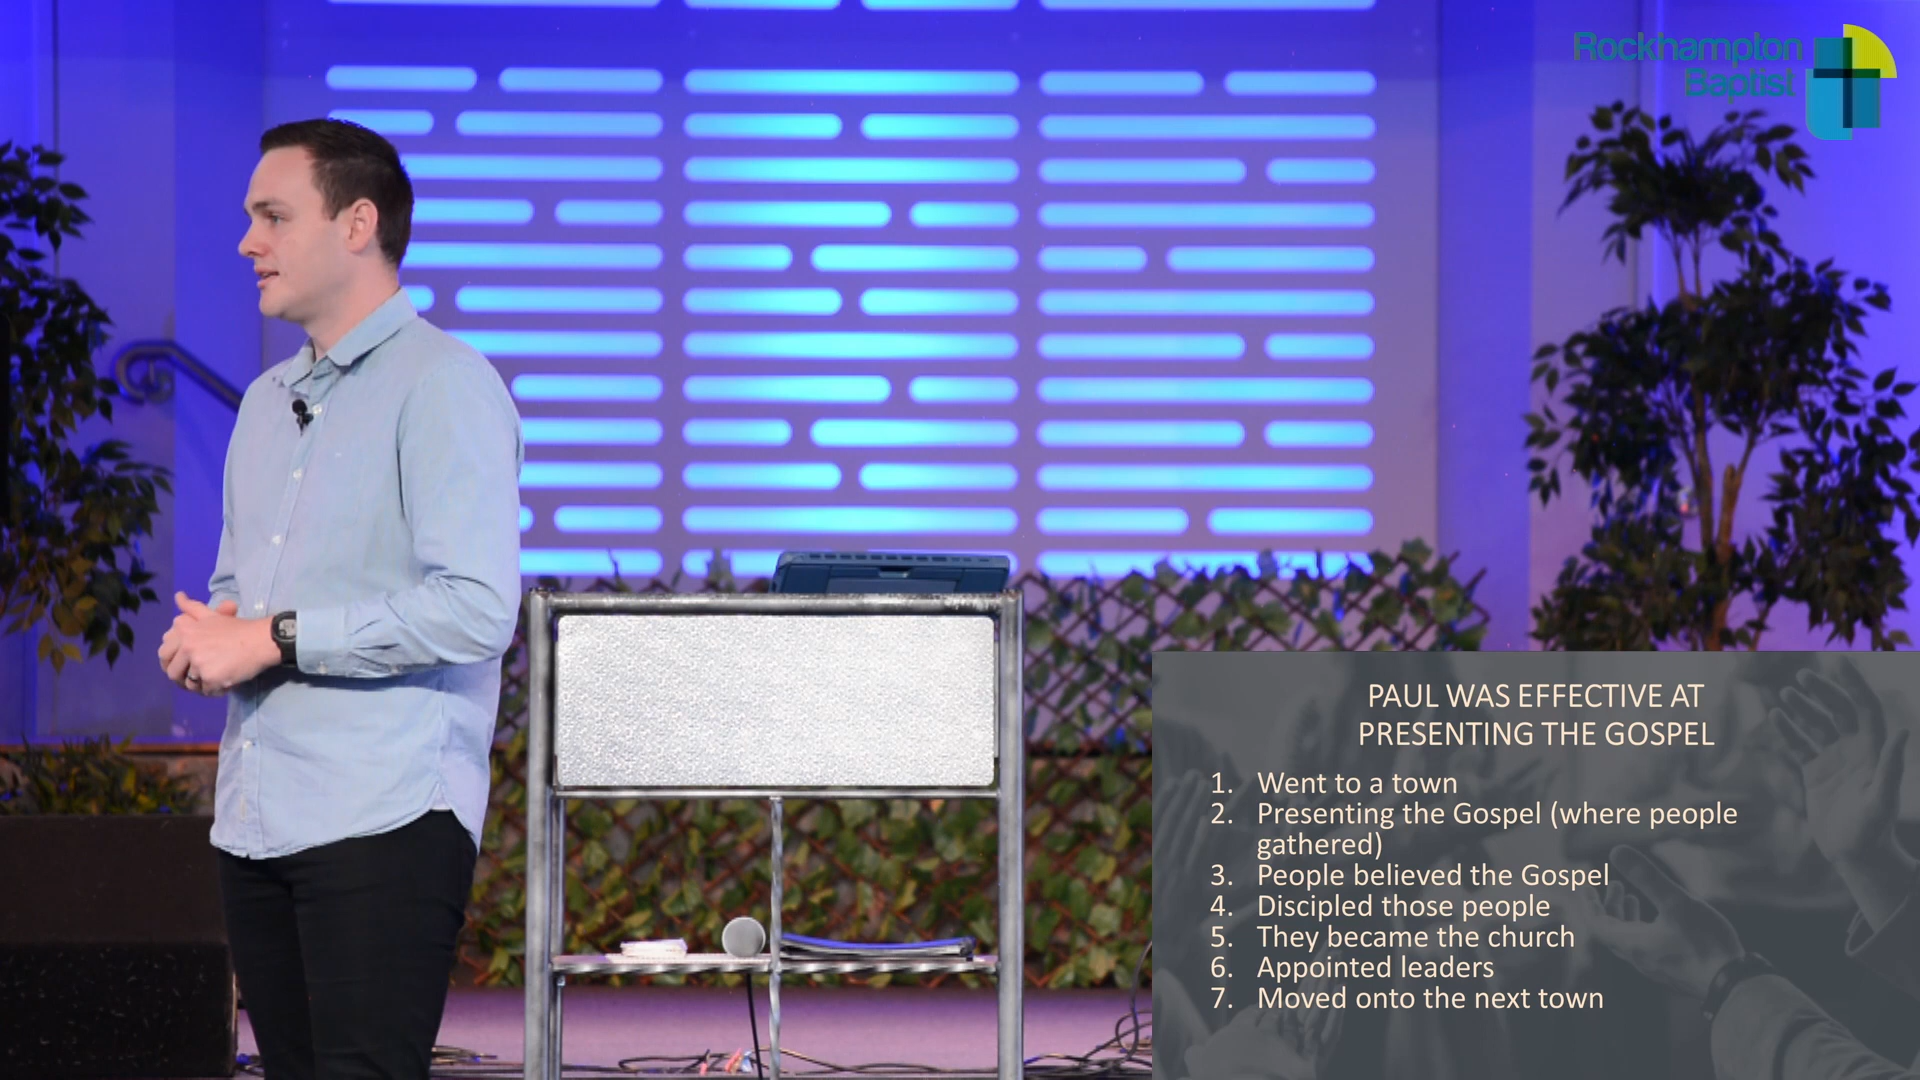 Rockhampton
Baptist
PAUL WAS EFFECTIVE AT
PRESENTING THE GOSPEL
1. Went to a town
2. Presenting the Gospel (where people
gathered)
3. People believed the Gospel
4. Discipled those people
5. They became the church
6. Appointed leaders
7. Moved onto the next town